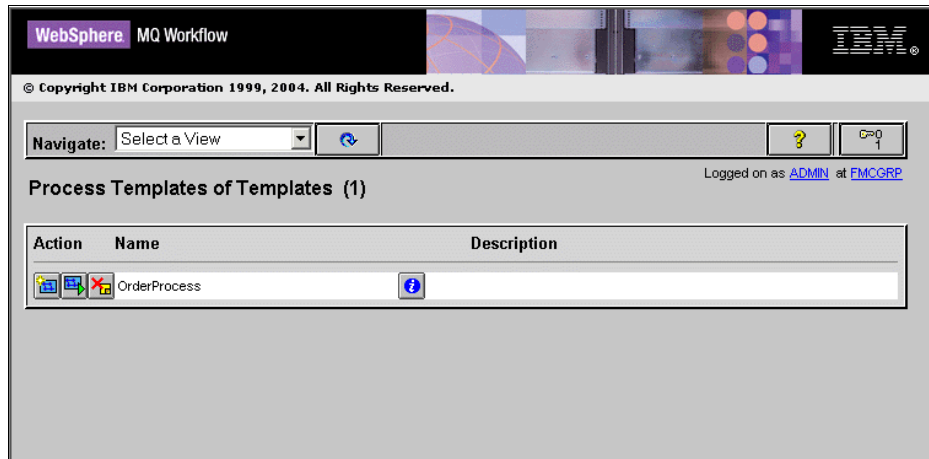 WebSphere. MQ Workflow
IBM®
© Copyright IBM Corporation 1999, 2004. All Rights Reserved.
Navigate: Select a View
Logged on as ADMIN at FMCGRP
Process Templates of Templates (1)
Action Name Description
OrderProcess